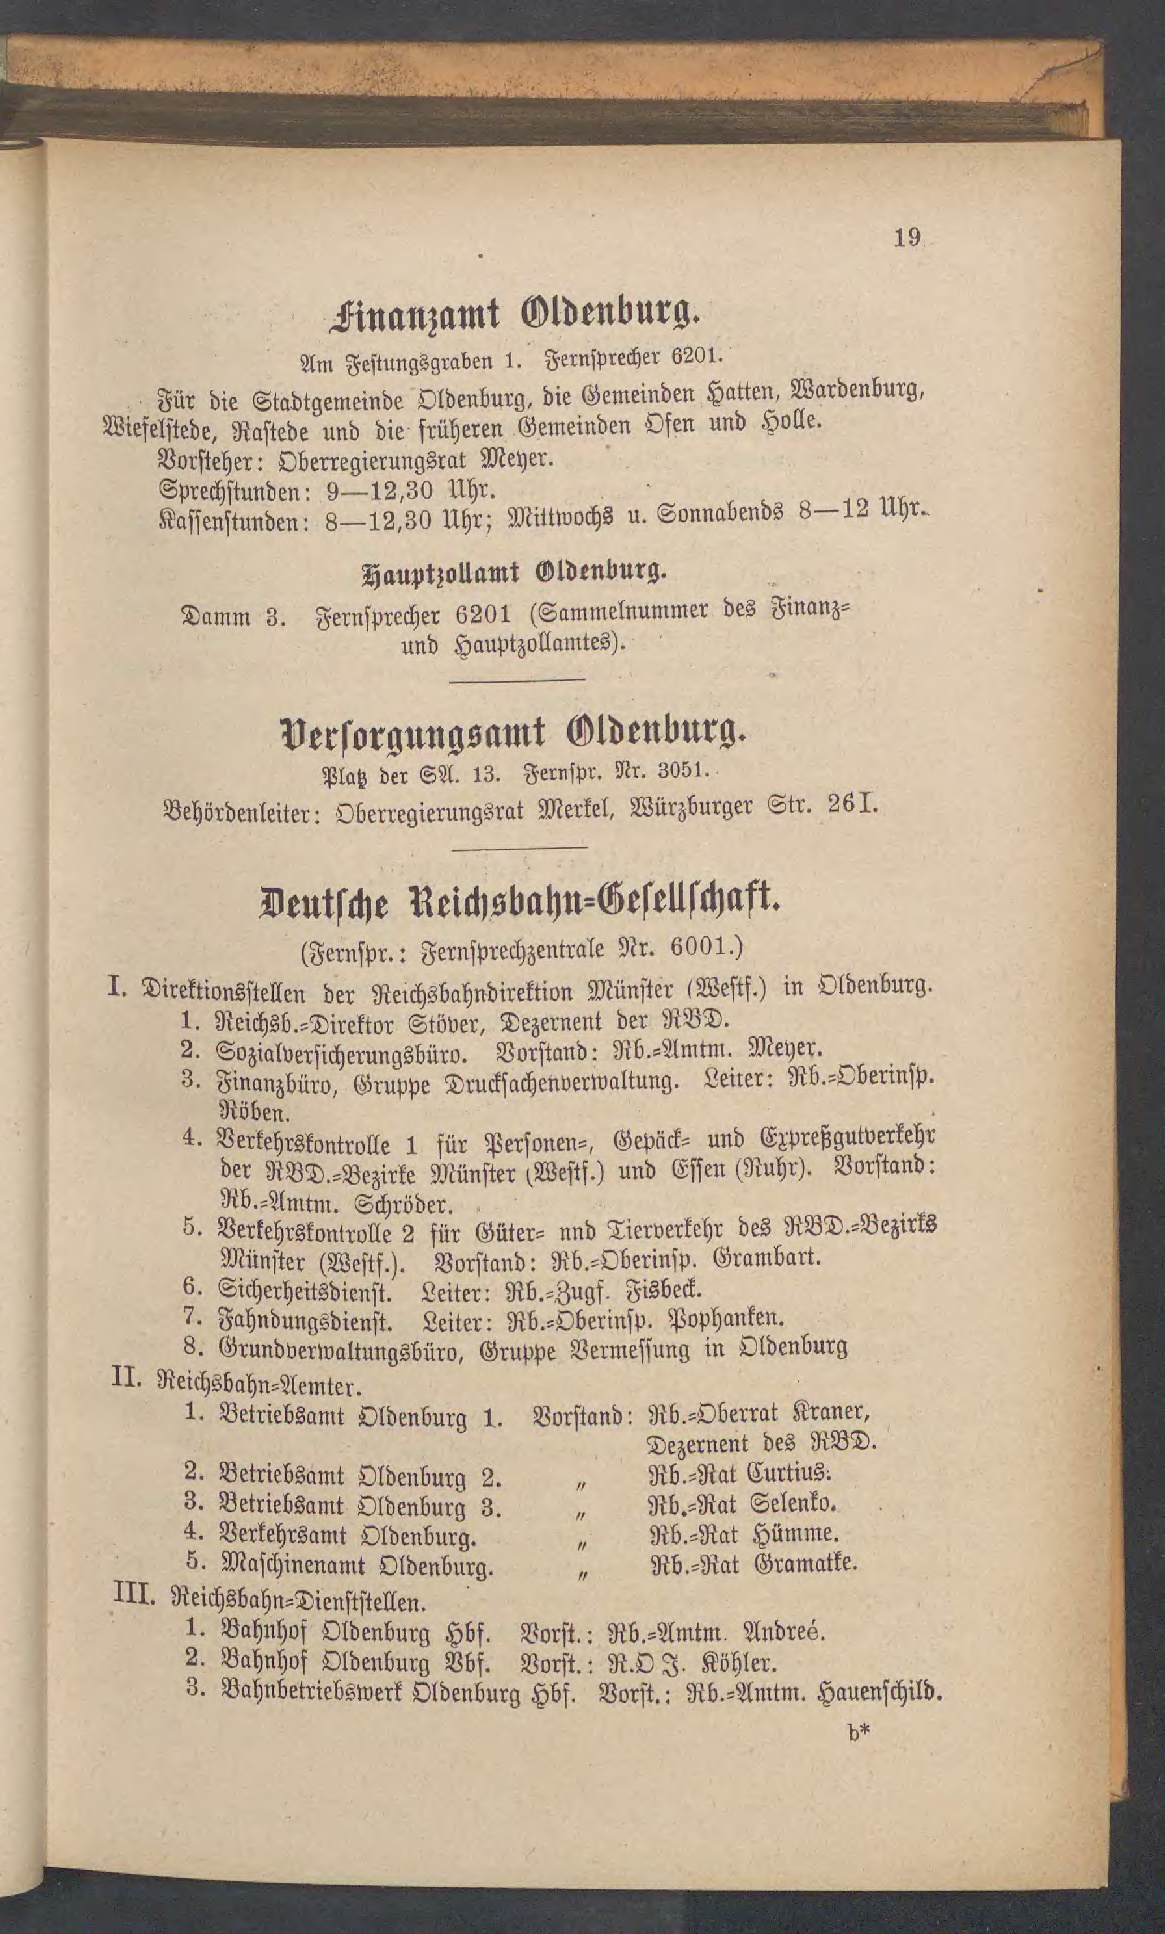 19
Finanzamt Oldenburg.
Am Festungsgraben 1. Fernsprecher 6201.
Für die Stadtgemeinde Oldenburg, die Gemeinden Hatten, Wardenburg,
Wiefelstede, Rastede und die früheren Gemeinden Ofen und Holle.
Vorsteher: Oberregierungsrat Meyer.
Sprechstunden: 9—12,30 Uhr.
Kassenstunden: 8—12,30 Uhr; Mittwochs u. Sonnabends 8—12 Uhr.
Hauptzollamt Oldenburg.
Damm 3. Fernsprecher 6201 (Sammelnummer des Finanz-
und Hauptzollamtes).
Versorgungsamt Oldenburg.
Platz der SA. 13. Fernspr. Nr. 3051.
Behördenleiter: Oberregierungsrat Merkel, Würzburger Str. 26 I.
Deutsche Reichsbahn-Gesellschaft.
(Fernspr.: Fernsprechzentrale Nr. 6001.)
I. Direktionsstellen der Reichsbahndirektion Münster (Westf.) in Oldenburg.
1. Reichsb.-Direktor Stöver, Dezernent der RBD.
2. Sozialversicherungsbüro. Vorstand: Rb.-Amtm. Meyer.
3. Finanzbüro, Gruppe Drucksachenverwaltung. Leiter: Rb.-Oberinsp.
Röben.
4. Verkehrskontrolle 1 für Personen-, Gepäck- und Expreßgutverkehr
der RBD.-Bezirke Münster (Westf.) und Essen (Ruhr). Vorstand:
Rb.-Amtm. Schröder.
5. Verkehrskontrolle 2 für Güter- nnd Tierverkehr des RBD.-Bezirks
Münster (Westf.). Vorstand: Rb.-Oberinsp. Grambart.
6. Sicherheitsdienst. Leiter: Rb.-Zugf. Fisbeck.
7. Fahndungsdienst. Leiter: Rb.-Oberinsp. Pophanken.
8. Grundverwaltungsbüro, Gruppe Vermessung in Oldenburg
II. Reichsbahn-Aemter.
1. Betriebsamt Oldenburg 1. Vorstand: Rb.-Oberrat Kraner,
Dezernent des RBD.
2. Betriebsamt Oldenburg 2. „ Rb.-Rat Curtius.
3. Betriebsamt Oldenburg 3. „ Rb.-Rat Selenko.
4. Verkehrsamt Oldenburg. „ Rb.-Rat Hümme.
5. Maschinenamt Oldenburg. „ Rb.-Rat Gramatke.
III. Reichsbahn-Dienststellen.
1. Bahnhof Oldenburg Hbf. Vorst.: Rb.-Amtm. Andreé.
2. Bahnhof Oldenburg Vbf. Vorst.: R.O J. Köhler.
3. Bahnbetriebswerk Oldenburg Hbf. Vorst.: Rb.-Amtm. Hauenschild.
b*